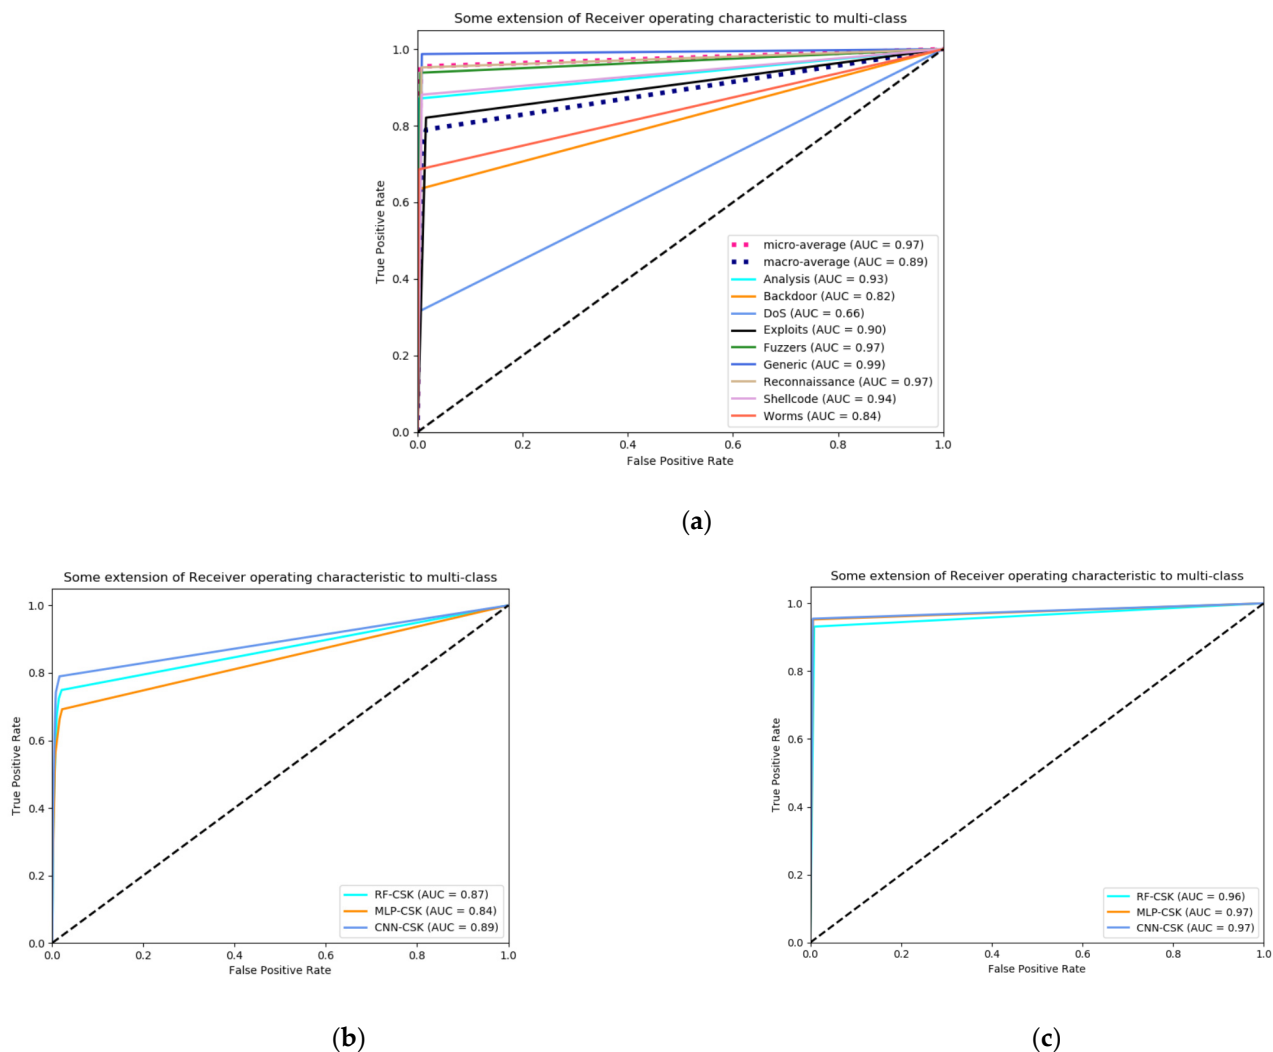 Some extension of Receiver operating characteristic to multi-class
1.0
0.8
0.6
0.4
0.2
0.0
True Positive Rate
micro-average (AUC = 0.97)
macro-average (AUC = 0.89)
Analysis (AUC = 0.93)
Backdoor (AUC = 0.82)
DoS (AUC = 0.66)
Exploits (AUC = 0.90)
Fuzzers (AUC = 0.97)
Generic (AUC = 0.99)
Reconnaissance (AUC = 0.97)
Shellcode (AUC = 0.94)
Worms (AUC = 0.84)
0.0 0.2 0.4 0.6 0.8 1.0
False Positive Rate
(a)
Some extension of Receiver operating characteristic to multi-class
1.0
0.8
0.6
0.4
0.2
0.0
True Positive Rate
RF-CSK (AUC = 0.87)
MLP-CSK (AUC = 0.84)
CNN-CSK (AUC = 0.89)
0.0 0.2 0.4 0.6 0.8 1.0
False Positive Rate
(b)
Some extension of Receiver operating characteristic to multi-class
1.0
0.8
0.6
0.4
0.2
0.0
True Positive Rate
RF-CSK (AUC = 0.96)
MLP-CSK (AUC = 0.97)
CNN-CSK (AUC = 0.97)
0.0 0.2 0.4 0.6 0.8 1.0
False Positive Rate
(c)